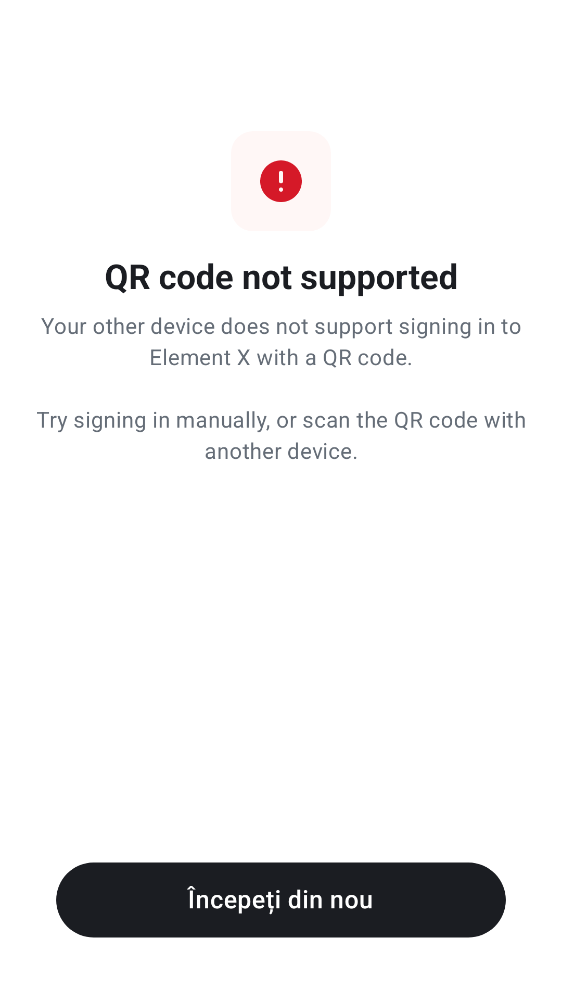 QR code not supported
Your other device does not support signing in to
Element X with a QR code.
Try signing in manually, or scan the QR code with
another device.
Începeți din nou